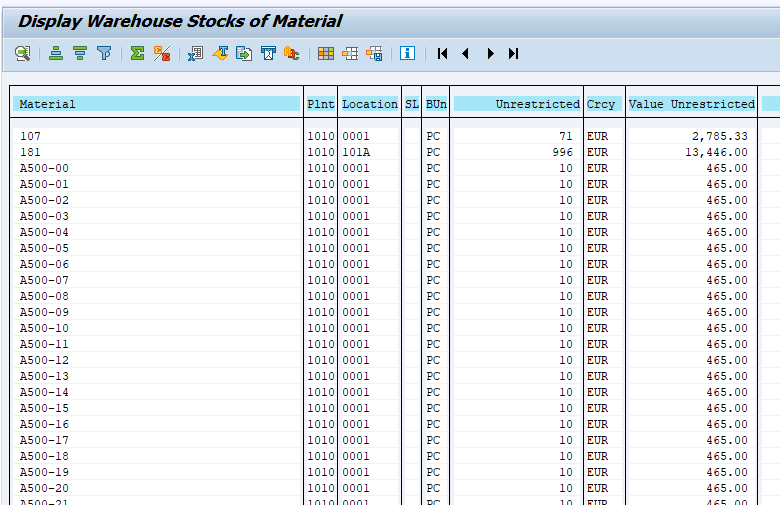 Display Warehouse Stocks of Material
Material Plnt Location SL BUn Unrestricted Crcy Value Unrestricted
107 1010 0001 PC 71 EUR 2,785.33
181 1010 101A PC 996 EUR 13,446.00
A500-00 1010 0001 PC 10 EUR 465.00
A500-01 1010 0001 PC 10 EUR 465.00
A500-02 1010 0001 PC 10 EUR 465.00
A500-03 1010 0001 PC 10 EUR 465.00
A500-04 1010 0001 PC 10 EUR 465.00
A500-05 1010 0001 PC 10 EUR 465.00
A500-06 1010 0001 PC 10 EUR 465.00
A500-07 1010 0001 PC 10 EUR 465.00
A500-08 1010 0001 PC 10 EUR 465.00
A500-09 1010 0001 PC 10 EUR 465.00
A500-10 1010 0001 PC 10 EUR 465.00
A500-11 1010 0001 PC 10 EUR 465.00
A500-12 1010 0001 PC 10 EUR 465.00
A500-13 1010 0001 PC 10 EUR 465.00
A500-14 1010 0001 PC 10 EUR 465.00
A500-15 1010 0001 PC 10 EUR 465.00
A500-16 1010 0001 PC 10 EUR 465.00
A500-17 1010 0001 PC 10 EUR 465.00
A500-18 1010 0001 PC 10 EUR 465.00
A500-19 1010 0001 PC 10 EUR 465.00
A500-20 1010 0001 PC 10 EUR 465.00
A500-21 1010 0001 PC 10 EUR 465.00